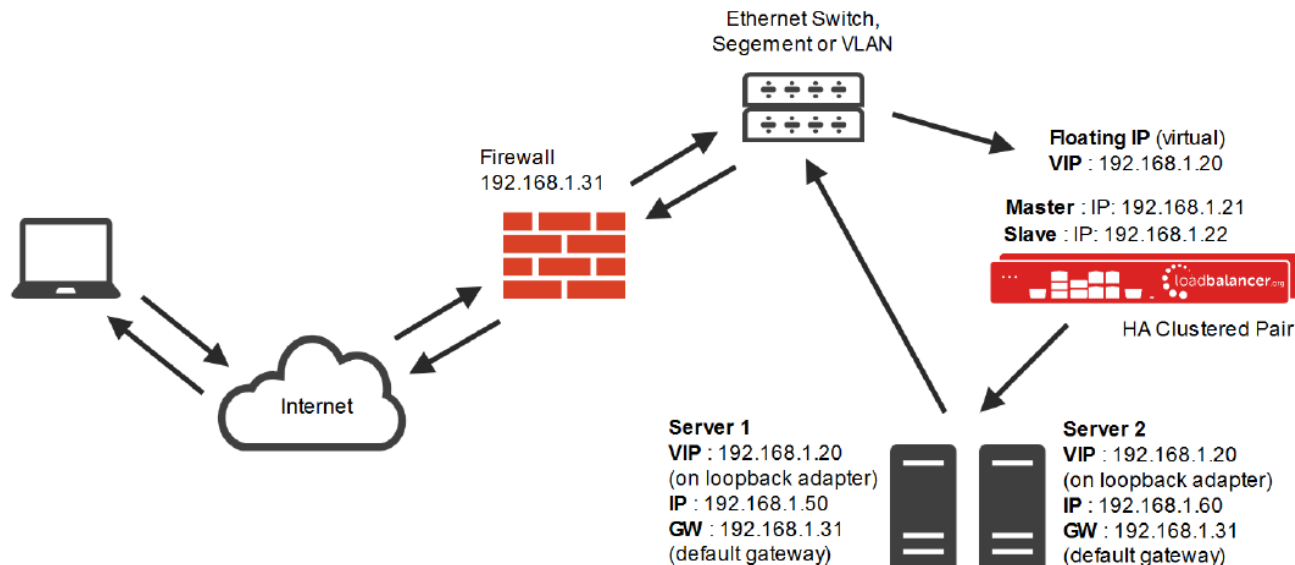 Ethernet Switch,
Segement or VLAN
Firewall
192.168.1.31
Floating IP (virtual)
VIP : 192.168.1.20
Master : IP: 192.168.1.21
Slave : IP: 192.168.1.22
loadbalancer.org
HA Clustered Pair
Internet
Server 1
VIP : 192.168.1.20
(on loopback adapter)
IP : 192.168.1.50
GW : 192.168.1.31
(default gateway)
Server 2
VIP : 192.168.1.20
(on loopback adapter)
IP : 192.168.1.60
GW : 192.168.1.31
(default gateway)